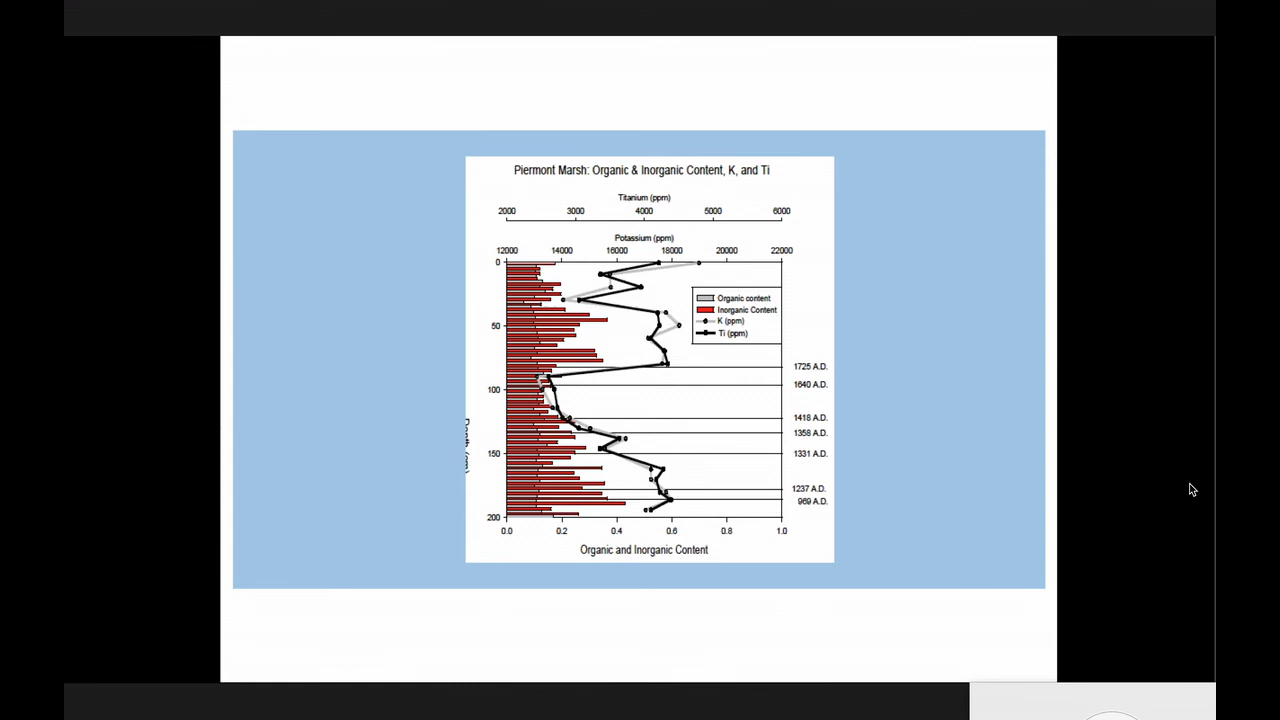 Piermont Marsh: Organic & Inorganic Content, K, and Ti
Titanium (ppm)
2000 3000 4000 5000 6000
Potassium (ppm)
12000 14000 16000 18000 20000 22000
0
Organic content
Inorganic Content
K (ppm)
Ti (ppm)
50
1725 A.D.
1640 A.D.
100
1418 A.D.
1358 A.D.
150
1331 A.D.
1237 A.D.
969 A.D.
200
0.0 0.2 0.4 0.6 0.8 1.0
Organic and Inorganic Content